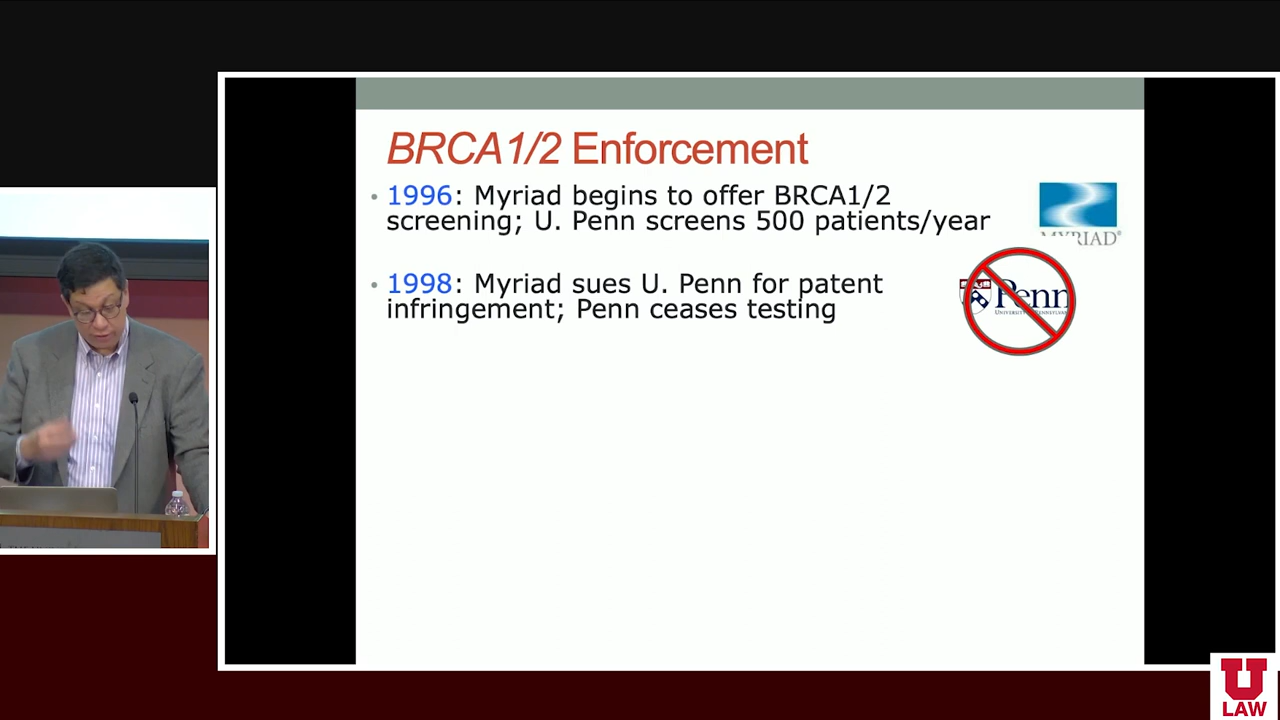 BRCA1/2 Enforcement
• 1996: Myriad begins to offer BRCA1/2
screening; U. Penn screens 500 patients/year
MYRIAD®
• 1998: Myriad sues U. Penn for patent
infringement; Penn ceases testing
Penn
UNIVERSITY OF PENNSYLVANIA
U
LAW